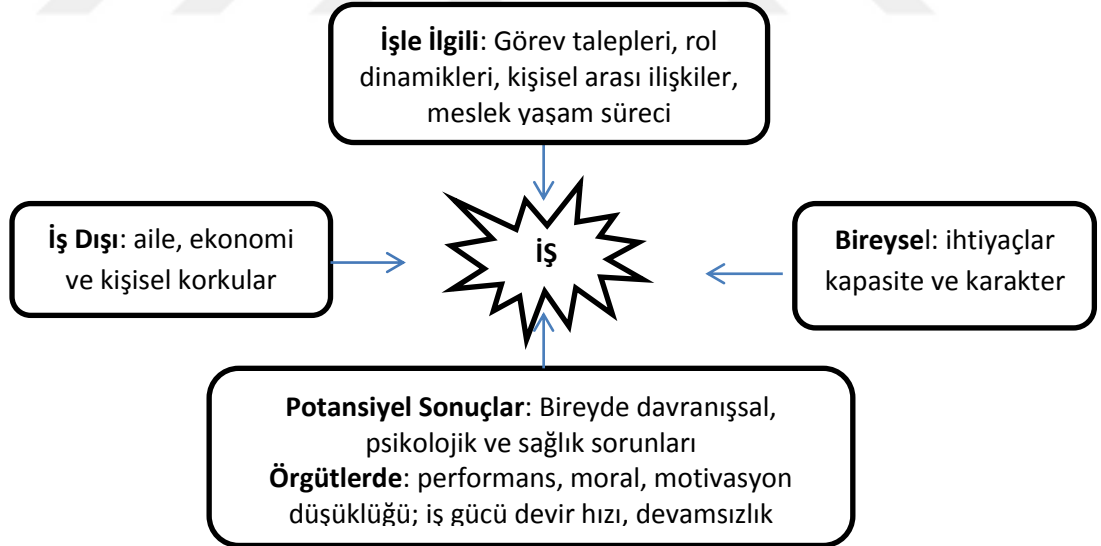 İşle İlgili: Görev talepleri, rol
dinamikleri, kişisel arası ilişkiler,
meslek yaşam süreci
İş Dışı: aile, ekonomi
ve kişisel korkular
İŞ
Bireysel: ihtiyaçlar
kapasite ve karakter
Potansiyel Sonuçlar: Bireyde davranışsal,
psikolojik ve sağlık sorunları
Örgütlerde: performans, moral, motivasyon
düşüklüğü; iş gücü devir hızı, devamsızlık